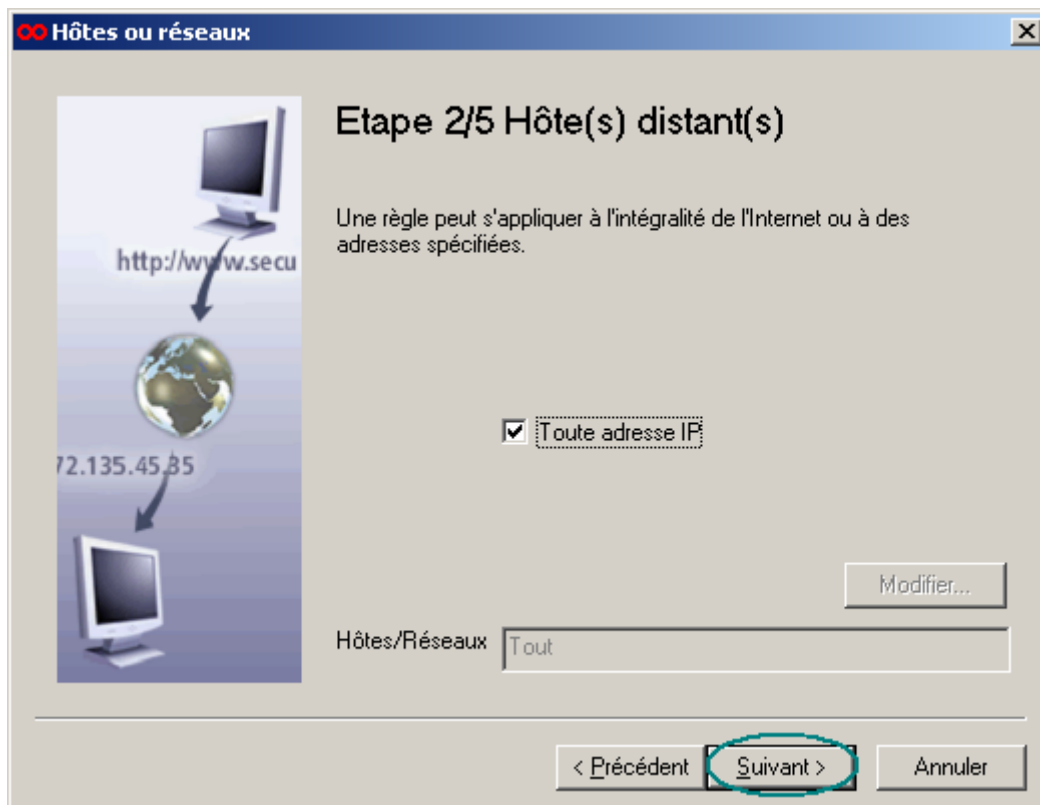 Hôtes ou réseaux
Etape 2/5 Hôte(s) distant(s)
Une règle peut s'appliquer à l'intégralité de l'Internet ou à des
adresses spécifiées.
http://www.secu
72.135.45.35
Toute adresse IP
Modifier...
Hôtes/Réseaux
Tout
< Précédent
Suivant >
Annuler